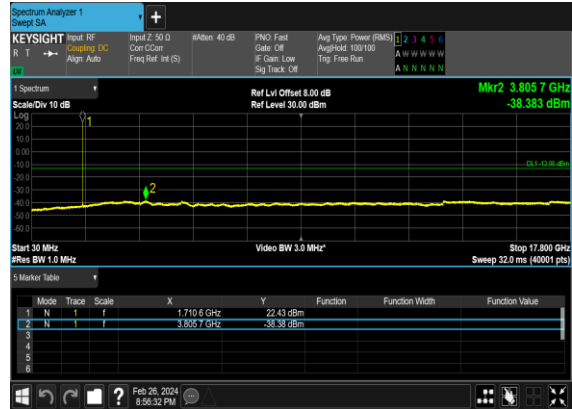 Spectrum Analyzer 1
Swept SA
+
KEYSIGHT Input: RF Input Z: 50 Ω #Atten: 40 dB PNO: Fast Avg Type: Power (RMS) 1 2 3 4 5 6
R T Coupling: DC Corr CCorr Gate: Off Avg|Hold: 100/100 A W W W W W
Align: Auto Freq Ref: Int (S) IF Gain: Low Trig: Free Run
Sig Track: Off A N N N N N
1 Spectrum Ref Lvl Offset 8.00 dB Mkr2 3.805 7 GHz
Scale/Div 10 dB Ref Level 30.00 dBm -38.383 dBm
Log
1
20.0
10.0
0.00
-10.0 DL1 -13.00 dBm
-20.0
-30.0 2
-40.0
-50.0
-60.0
Start 30 MHz Video BW 3.0 MHz* Stop 17.800 GHz
#Res BW 1.0 MHz Sweep 32.0 ms (40001 pts)
5 Marker Table
Mode Trace Scale X Y Function Function Width Function Value
1 N 1 f 1.710 6 GHz 22.43 dBm
2 N 1 f 3.805 7 GHz -38.38 dBm
3
4
5
6
? Feb 26, 2024
8:56:32 PM